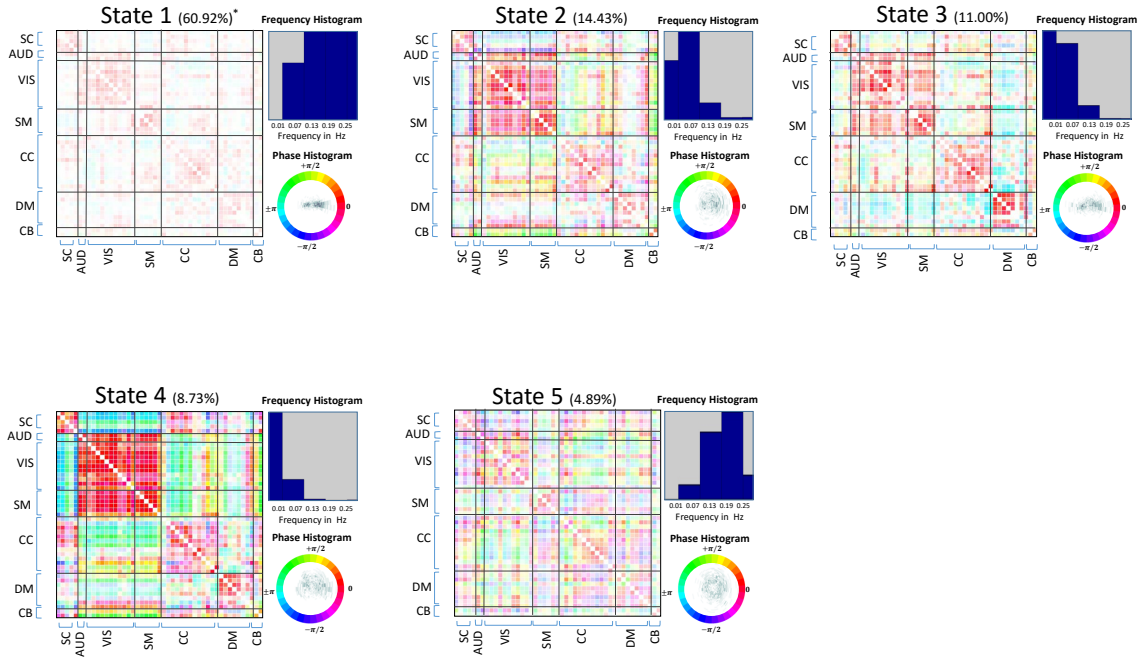 State 1 (60.92%)*
Frequency Histogram
SC
AUD
VIS
SM
CC
DM
CB
0.01 0.07 0.13 0.19 0.25
Frequency in Hz
Phase Histogram
+π/2
±π
0
−π/2
SC AUD VIS SM CC DM CB
State 2 (14.43%)
Frequency Histogram
SC
AUD
VIS
SM
CC
DM
CB
0.01 0.07 0.13 0.19 0.25
Frequency in Hz
Phase Histogram
+π/2
±π
0
−π/2
SC AUD VIS SM CC DM CB
State 3 (11.00%)
Frequency Histogram
SC
AUD
VIS
SM
CC
DM
CB
0.01 0.07 0.13 0.19 0.25
Frequency in Hz
Phase Histogram
+π/2
±π
0
−π/2
SC AUD VIS SM CC DM CB
State 4 (8.73%)
Frequency Histogram
SC
AUD
VIS
SM
CC
DM
CB
0.01 0.07 0.13 0.19 0.25
Frequency in Hz
Phase Histogram
+π/2
±π
0
−π/2
SC AUD VIS SM CC DM CB
State 5 (4.89%)
Frequency Histogram
SC
AUD
VIS
SM
CC
DM
CB
0.01 0.07 0.13 0.19 0.25
Frequency in Hz
Phase Histogram
+π/2
±π
0
−π/2
SC AUD VIS SM CC DM CB